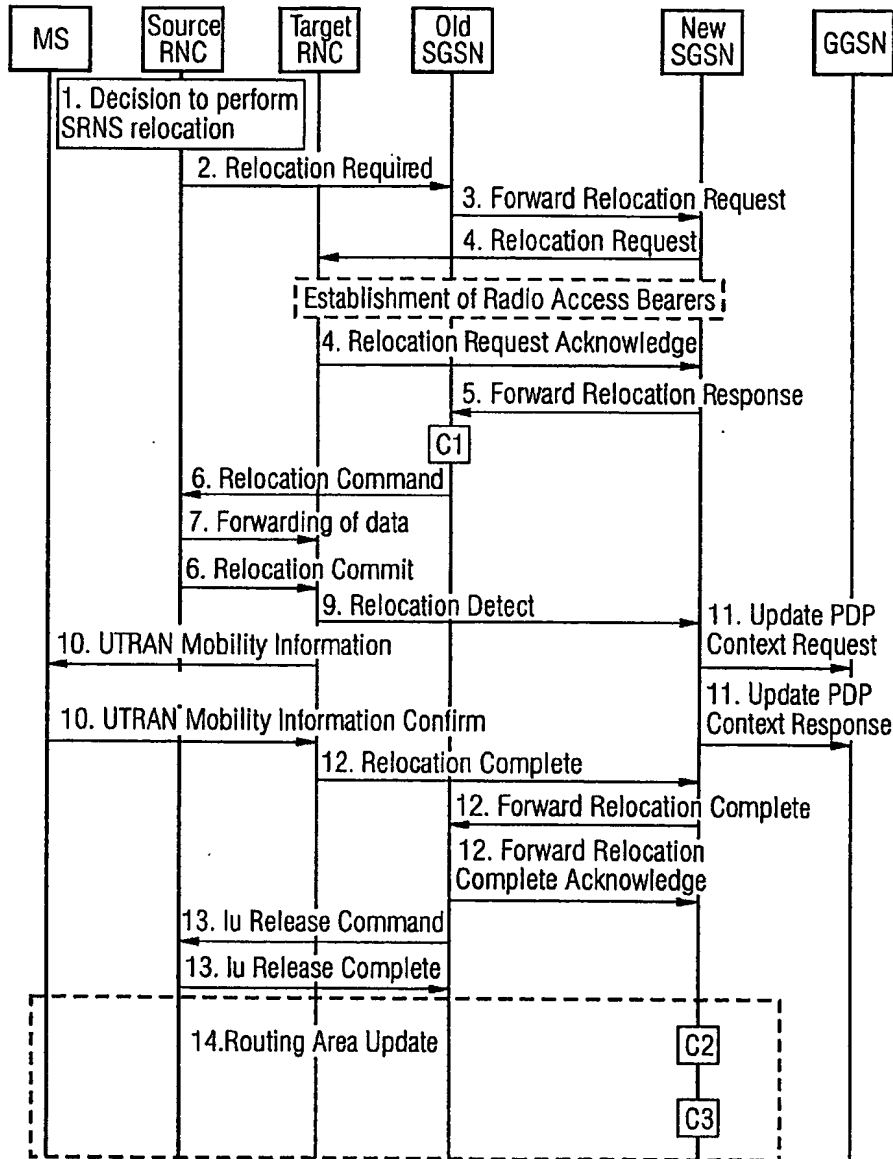 MS
Source
RNC
Target
RNC
Old
SGSN
New
SGSN
GGSN
1. Decision to perform
SRNS relocation
2. Relocation Required
3. Forward Relocation Request
4. Relocation Request
Establishment of Radio Access Bearers
4. Relocation Request Acknowledge
5. Forward Relocation Response
C1
6. Relocation Command
7. Forwarding of data
6. Relocation Commit
9. Relocation Detect
11. Update PDP
Context Request
10. UTRAN Mobility Information
11. Update PDP
Context Response
10. UTRAN Mobility Information Confirm
12. Relocation Complete
12. Forward Relocation Complete
12. Forward Relocation
Complete Acknowledge
13. Iu Release Command
13. Iu Release Complete
14.Routing Area Update
C2
C3